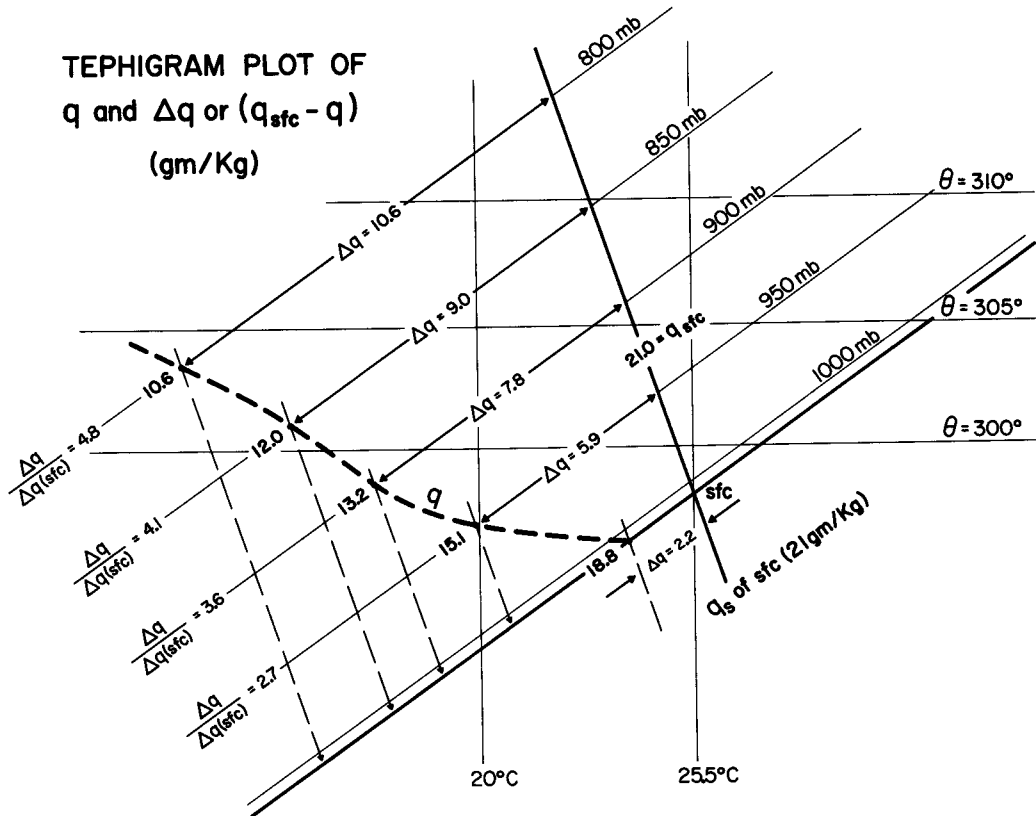 TEPHIGRAM PLOT OF
q and Δq or (q_sfc - q)
(gm/Kg)
800 mb
850 mb
900 mb
950 mb
1000 mb
θ = 310°
θ = 305°
θ = 300°
Δq = 10.6
Δq = 9.0
Δq = 7.8
Δq = 5.9
Δq = 2.2
21.0 = q_sfc
sfc
q_s of sfc (21gm/Kg)
q
10.6
12.0
13.2
15.1
18.8
Δq/Δq(sfc) = 4.8
Δq/Δq(sfc) = 4.1
Δq/Δq(sfc) = 3.6
Δq/Δq(sfc) = 2.7
20°C
25.5°C